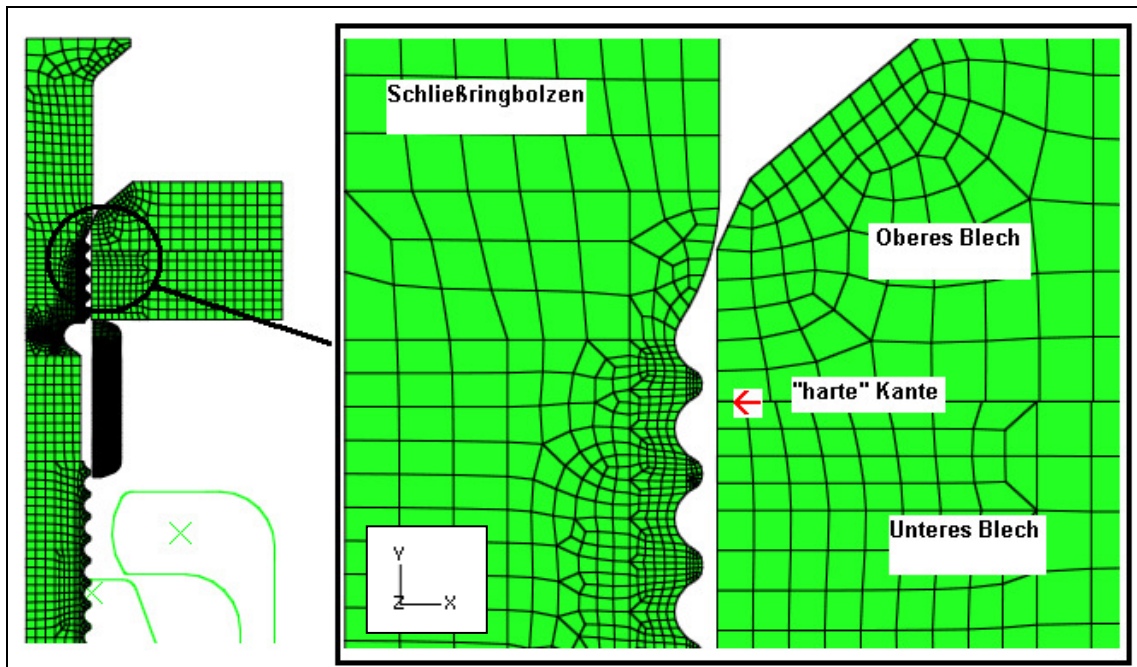 Schließringbolzen
Oberes Blech
"harte" Kante
Unteres Blech
Y
Z X